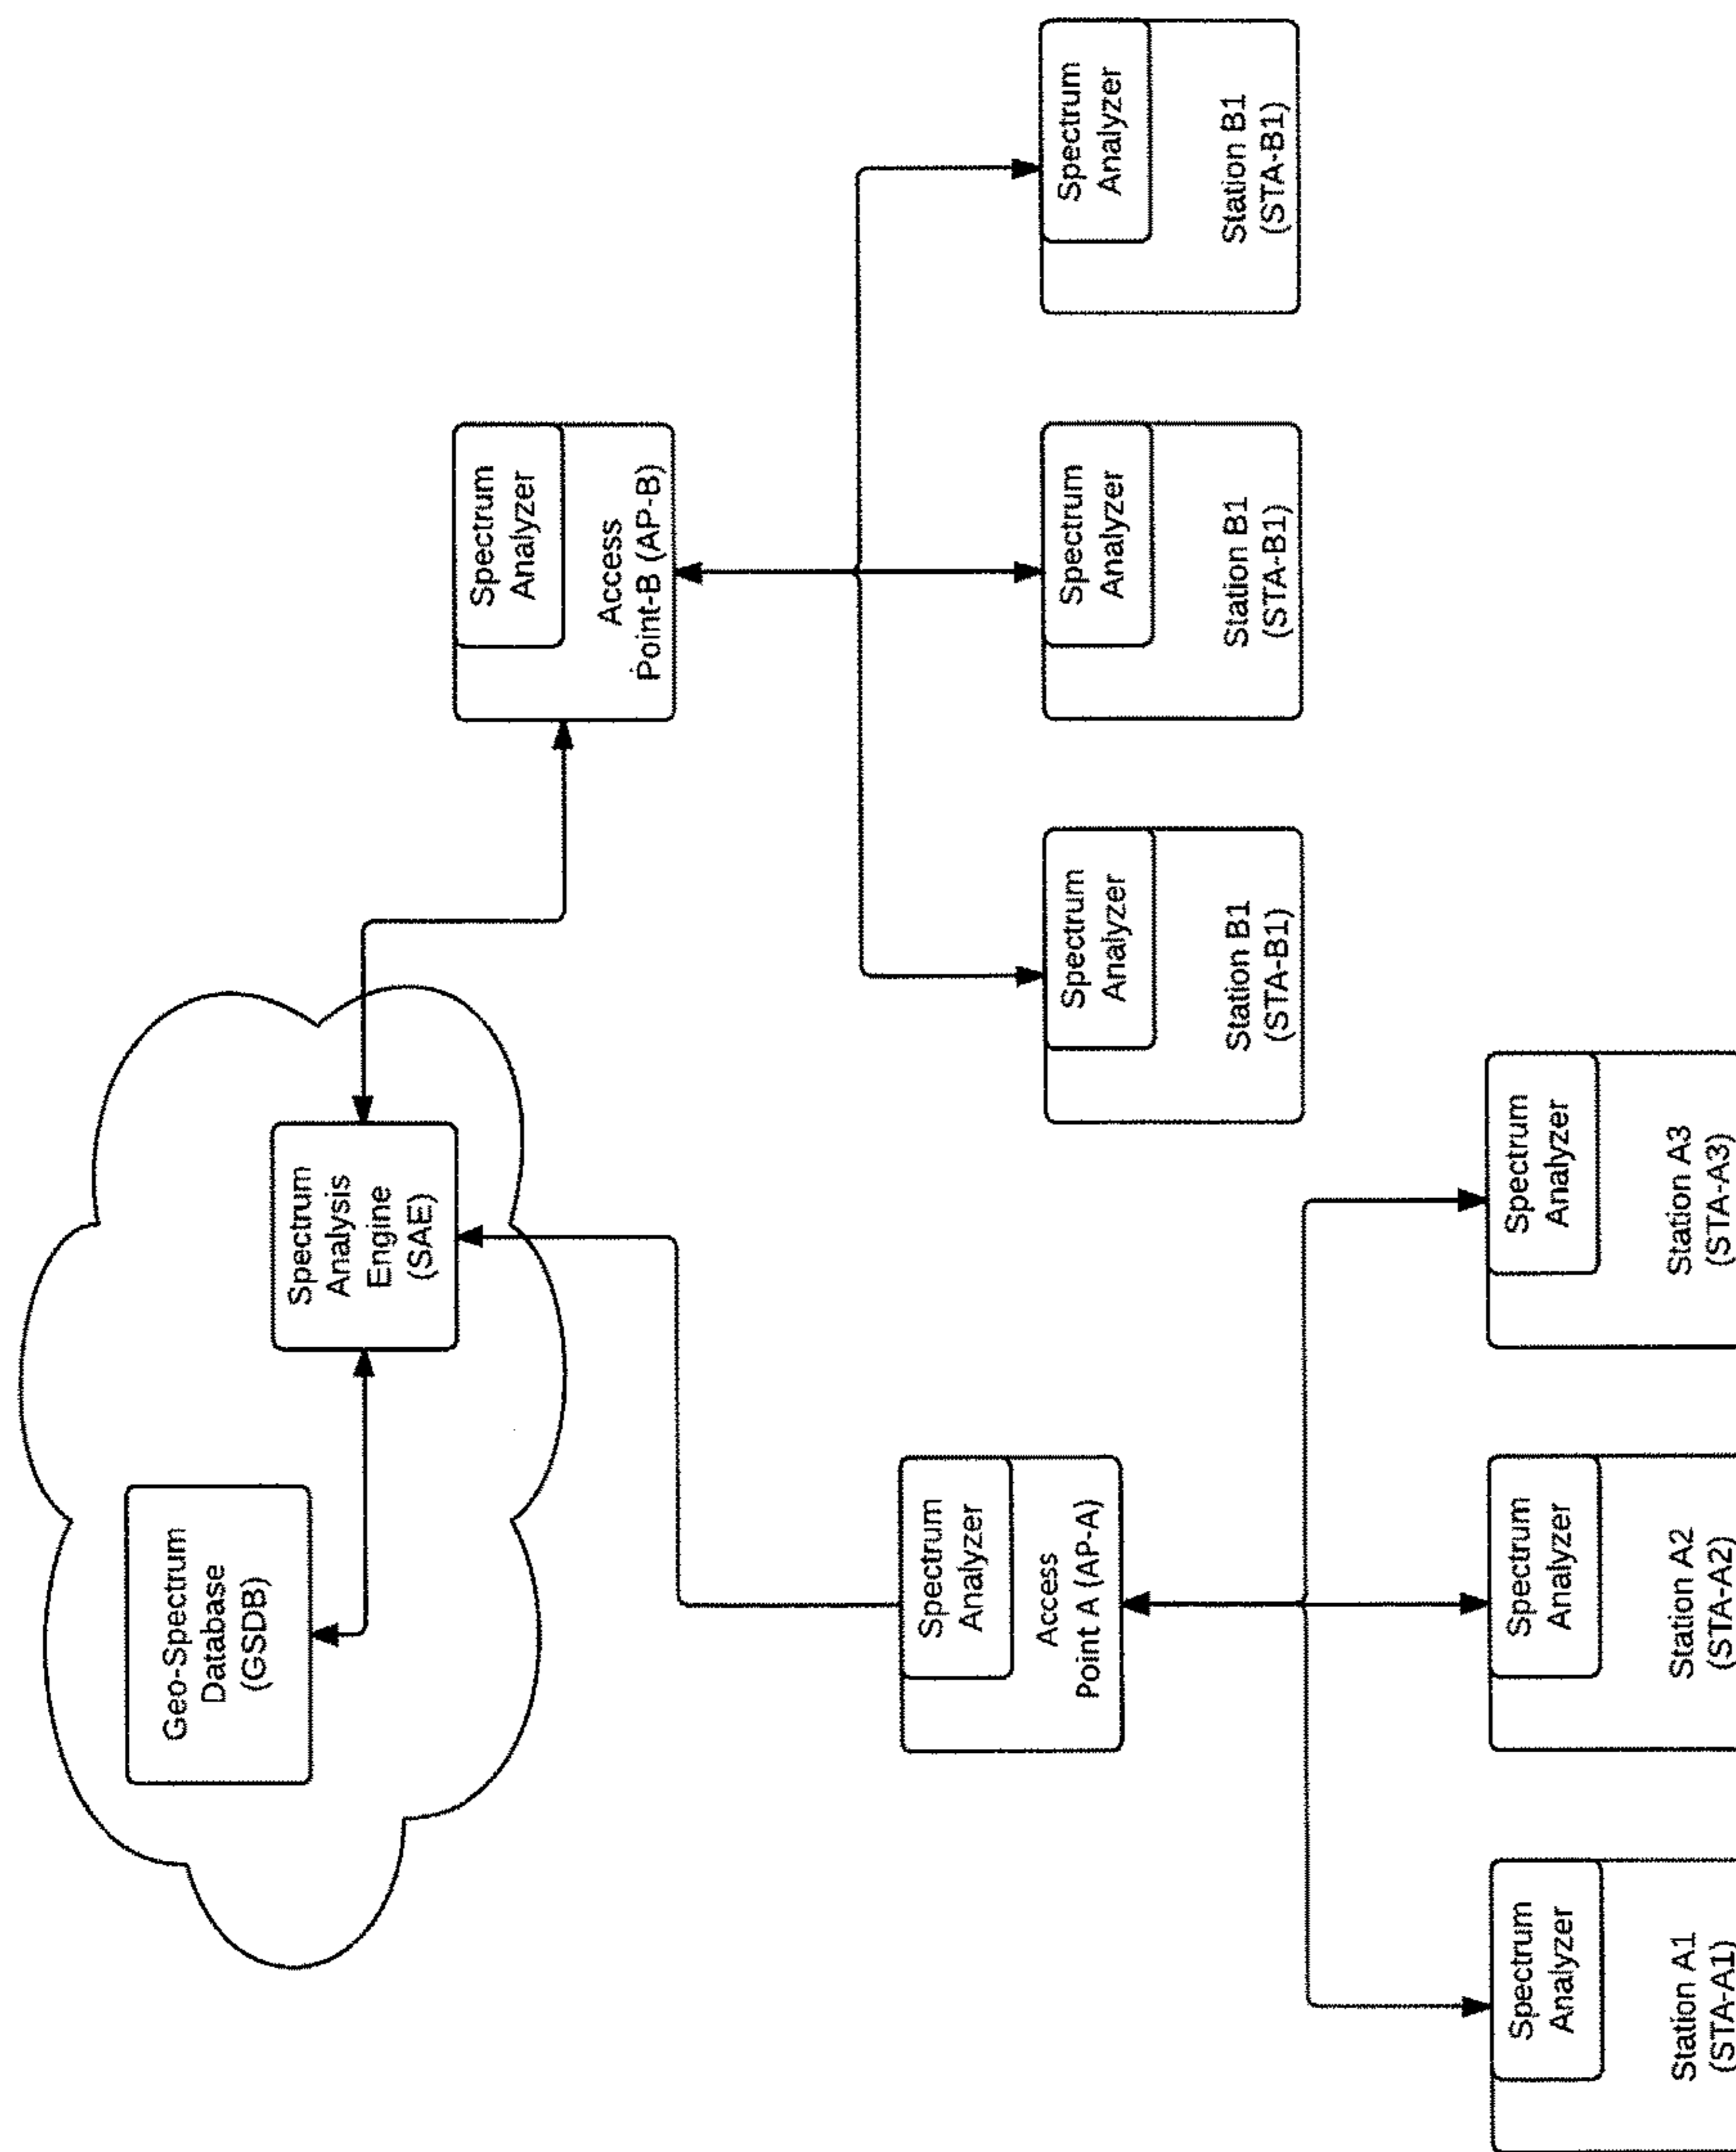 Geo-Spectrum
Database
(GSDB)
Spectrum
Analysis
Engine
(SAE)
Spectrum
Analyzer
Access
Point-B (AP-B)
Spectrum
Analyzer
Access
Point A (AP-A)
Spectrum
Analyzer
Station B1
(STA-B1)
Spectrum
Analyzer
Station B1
(STA-B1)
Spectrum
Analyzer
Station B1
(STA-B1)
Spectrum
Analyzer
Station A1
(STA-A1)
Spectrum
Analyzer
Station A2
(STA-A2)
Spectrum
Analyzer
Station A3
(STA-A3)